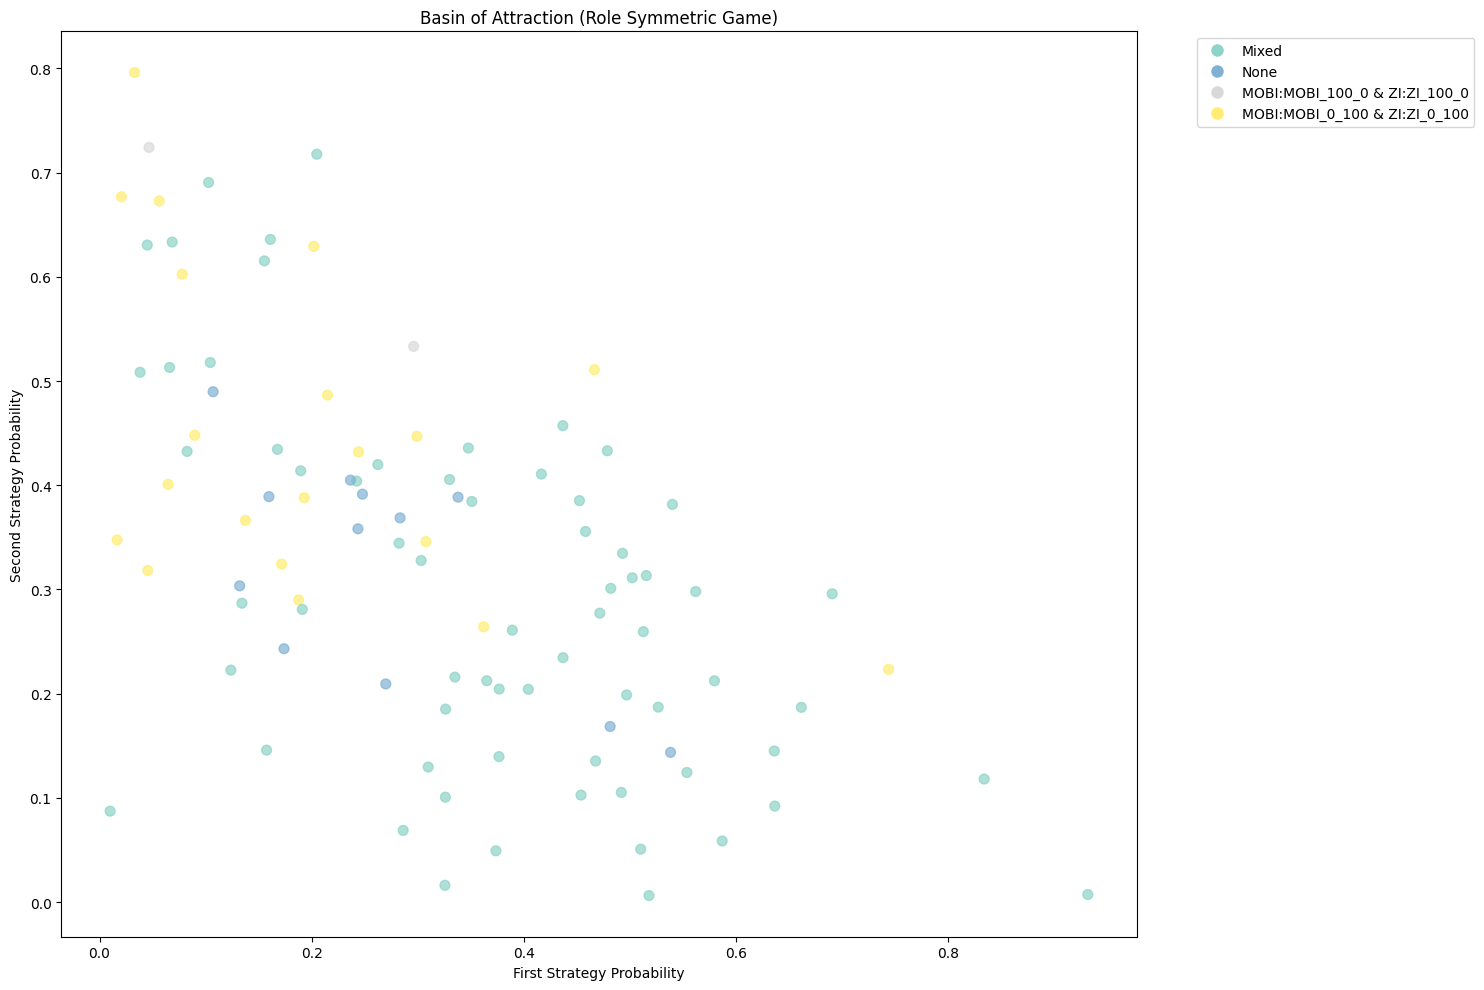 Basin of Attraction (Role Symmetric Game)
Mixed
None
MOBI:MOBI_100_0 & ZI:ZI_100_0
MOBI:MOBI_0_100 & ZI:ZI_0_100
Second Strategy Probability
0.8
0.7
0.6
0.5
0.4
0.3
0.2
0.1
0.0
0.0 0.2 0.4 0.6 0.8
First Strategy Probability